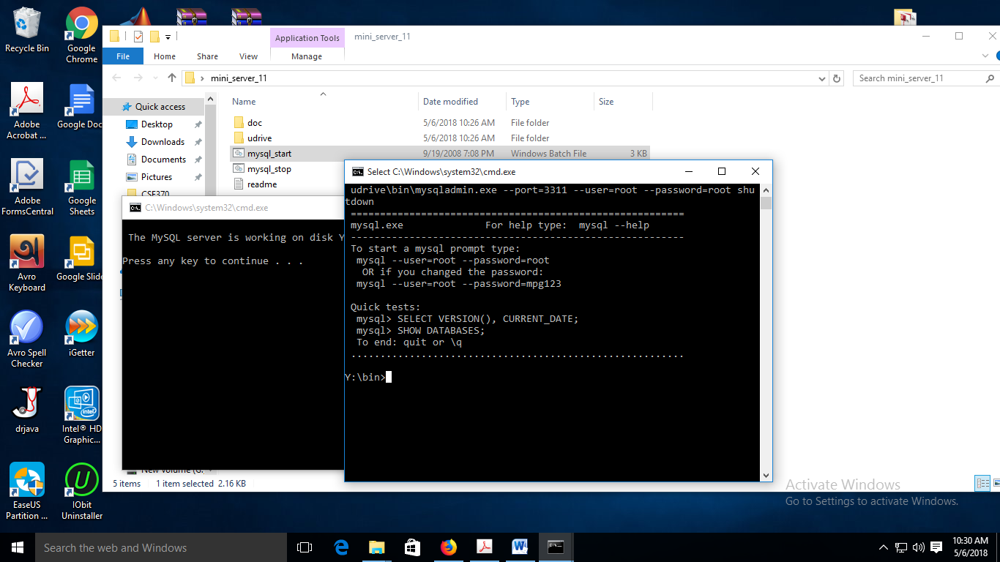 Recycle Bin
Google Chrome
Adobe Acrobat ...
Google Doc
Adobe FormsCentral
Google Sheets
Avro Keyboard
Google Slide
Avro Spell Checker
iGetter
drjava
Intel® HD Graphic...
EaseUS Partition ...
IObit Uninstaller
Application Tools
mini_server_11
File
Home
Share
View
Manage
mini_server_11
Search mini_server_11
Quick access
Desktop
Downloads
Documents
Pictures
CSE370
Name
Date modified
Type
Size
doc 5/6/2018 10:26 AM File folder
udrive 5/6/2018 10:26 AM File folder
mysql_start 9/19/2008 7:08 PM Windows Batch File 3 KB
mysql_stop
readme
C:\Windows\system32\cmd.exe
The MySQL server is working on disk Y
Press any key to continue . . .
Select C:\Windows\system32\cmd.exe
udrive\bin\mysqladmin.exe --port=3311 --user=root --password=root shu
tdown
=========================================================
mysql.exe For help type: mysql --help
---------------------------------------------------------
To start a mysql prompt type:
mysql --user=root --password=root
OR if you changed the password:
mysql --user=root --password=mpg123
Quick tests:
mysql> SELECT VERSION(), CURRENT_DATE;
mysql> SHOW DATABASES;
To end: quit or \q
.........................................................
Y:\bin>
New Volume (G:
5 items
1 item selected 2.16 KB
Activate Windows
Go to Settings to activate Windows.
Search the web and Windows
10:30 AM
5/6/2018